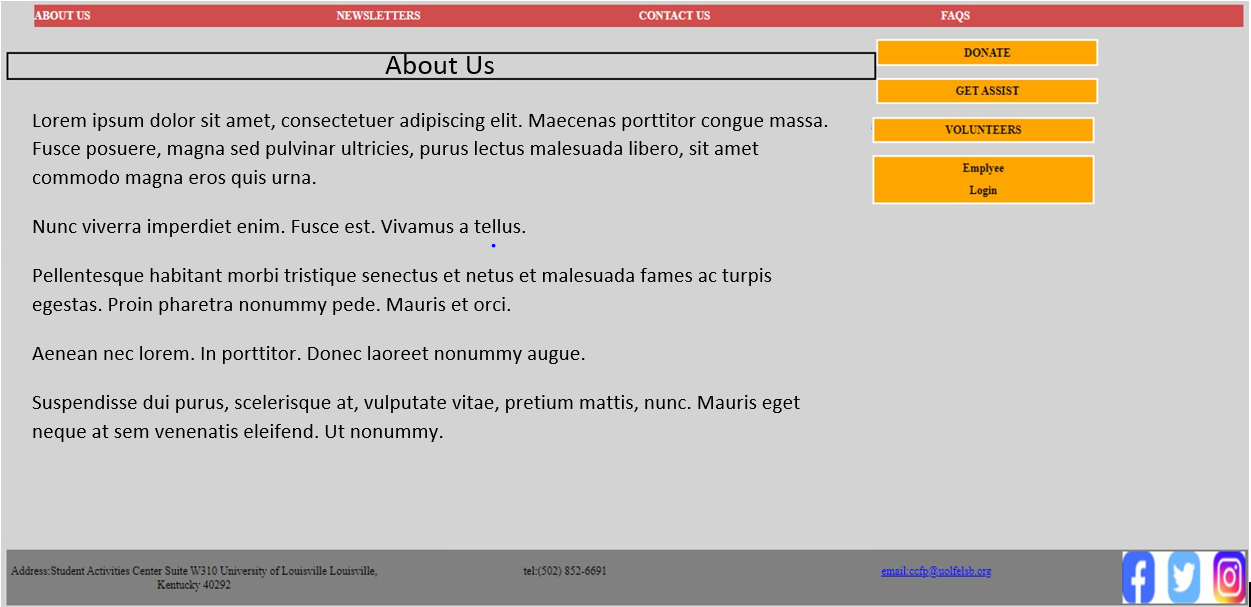 ABOUT US NEWSLETTERS CONTACT US FAQS
About Us
DONATE
GET ASSIST
VOLUNTEERS
Emplyee
Login
Lorem ipsum dolor sit amet, consectetuer adipiscing elit. Maecenas porttitor congue massa.
Fusce posuere, magna sed pulvinar ultricies, purus lectus malesuada libero, sit amet
commodo magna eros quis urna.
Nunc viverra imperdiet enim. Fusce est. Vivamus a tellus.
Pellentesque habitant morbi tristique senectus et netus et malesuada fames ac turpis
egestas. Proin pharetra nonummy pede. Mauris et orci.
Aenean nec lorem. In porttitor. Donec laoreet nonummy augue.
Suspendisse dui purus, scelerisque at, vulputate vitae, pretium mattis, nunc. Mauris eget
neque at sem venenatis eleifend. Ut nonummy.
Address:Student Activities Center Suite W310 University of Louisville Louisville,
Kentucky 40292
tel:(502) 852-6691
email:ccfp@uolfelsb.org